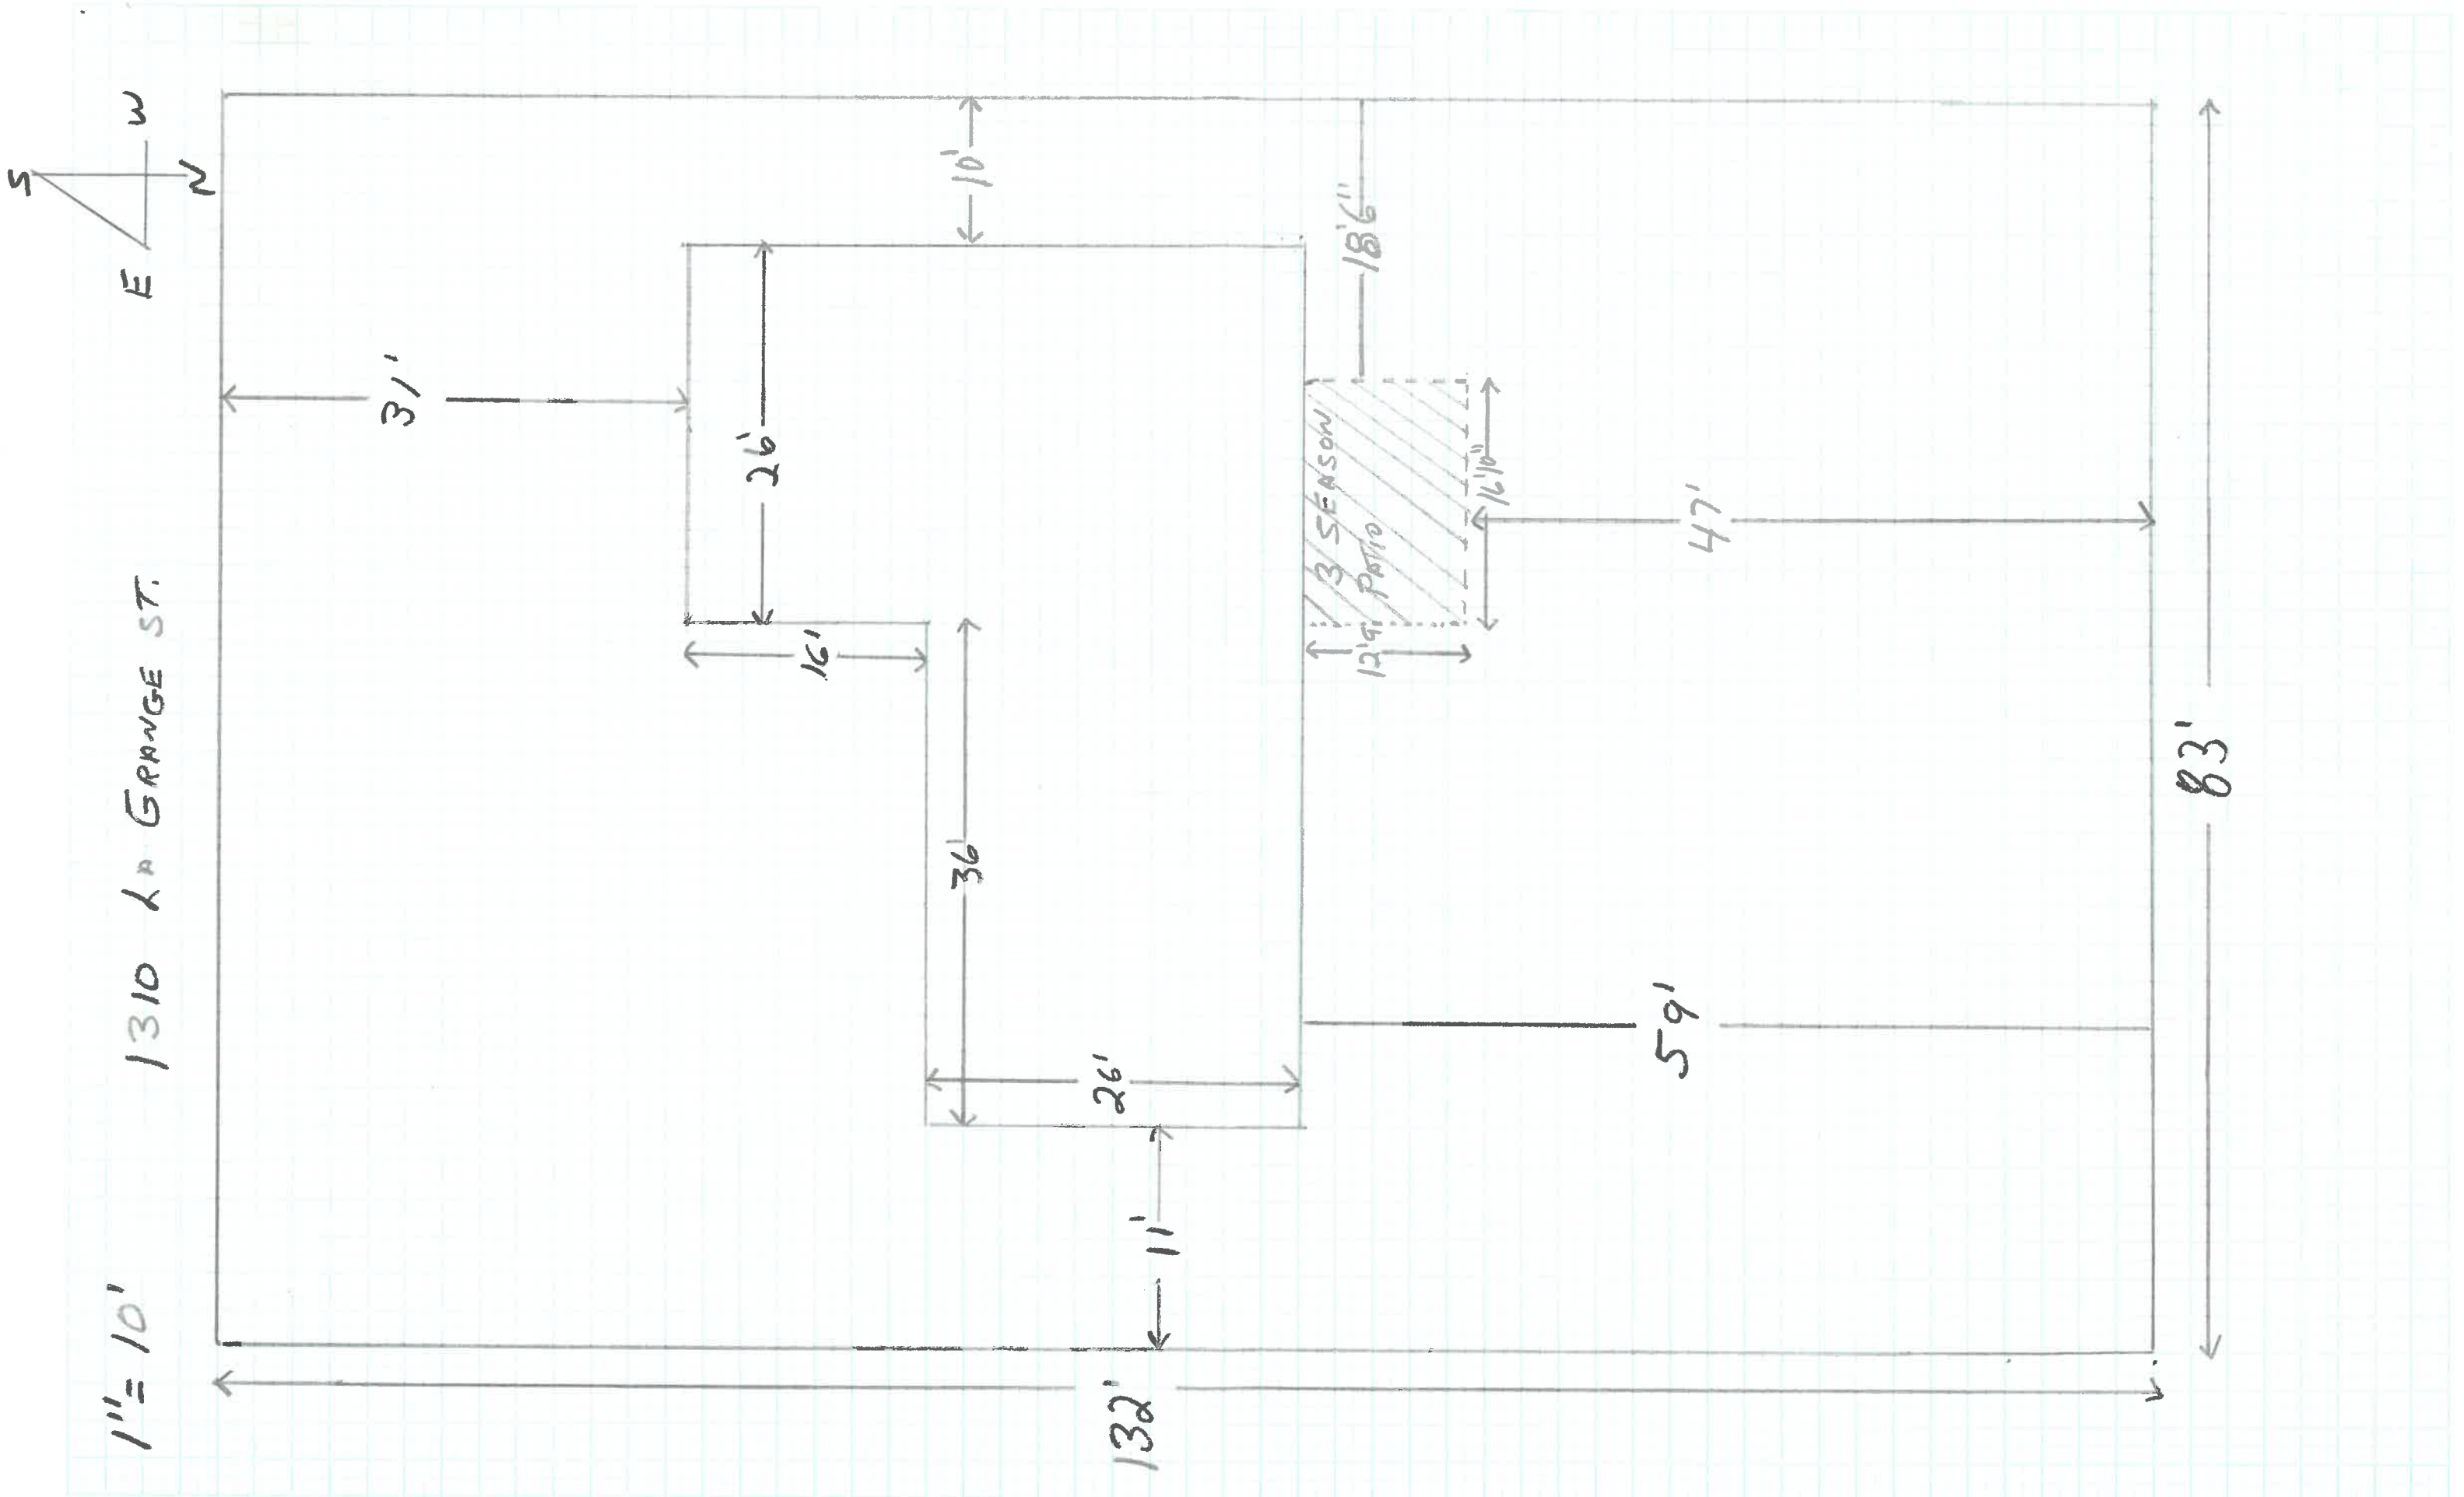 1"= 10'
1310 LA GRANGE ST.
S
E
W
N
31'
10'
26'
16'
18'6"
3 SEASON
PATIO
16'10"
12'9"
47'
36'
26'
59'
11'
132'
83'